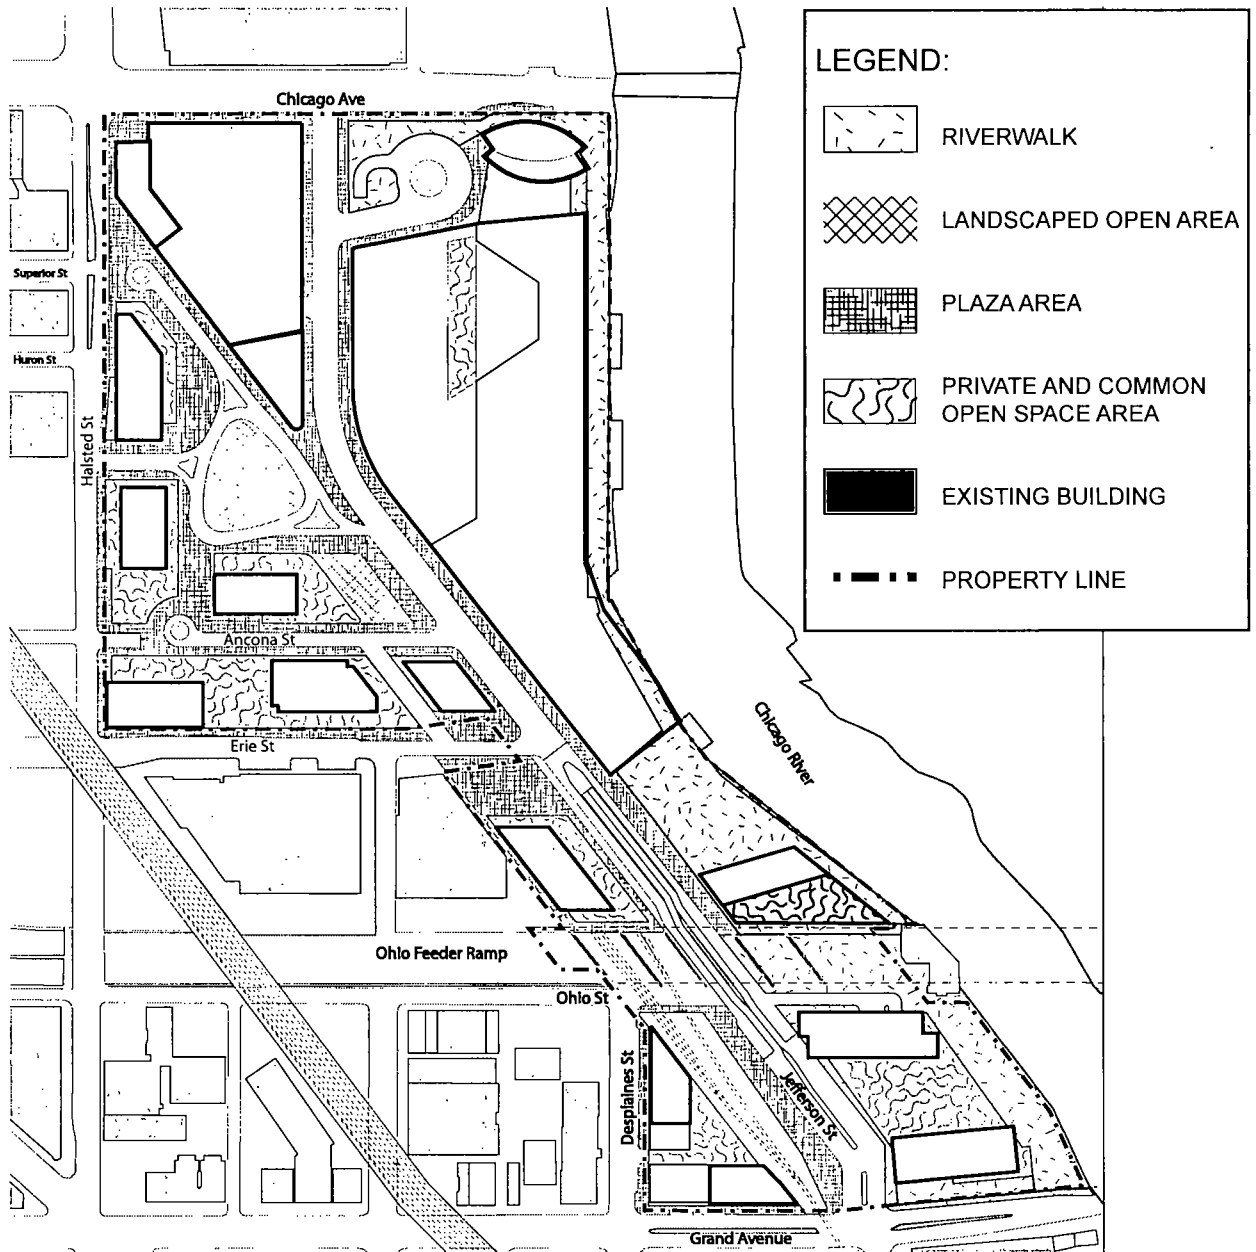 LEGEND:
RIVERWALK
LANDSCAPED OPEN AREA
PLAZA AREA
PRIVATE AND COMMON
OPEN SPACE AREA
EXISTING BUILDING
PROPERTY LINE
Chicago Ave
Superior St
Huron St
Halsted St
Ancona St
Erie St
Chicago River
Ohio Feeder Ramp
Ohio St
Desplaines St
Jefferson St
Grand Avenue